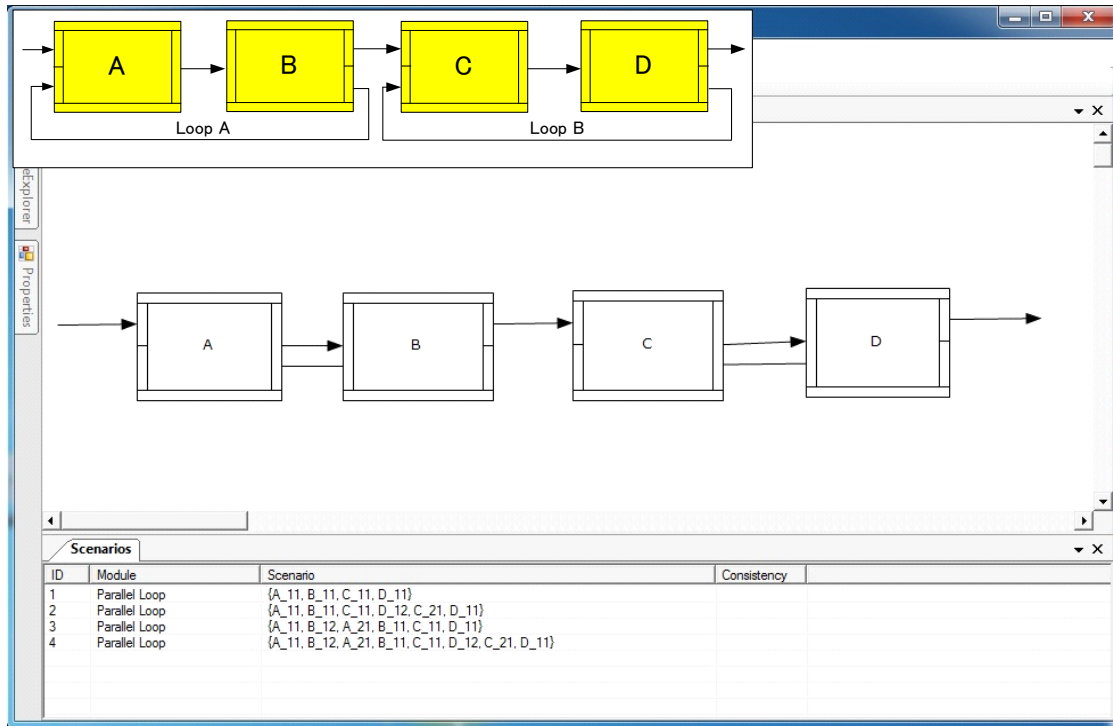 A B C D
Loop A Loop B
eExplorer
Properties
A B C D
Scenarios
ID Module Scenario Consistency
1 Parallel Loop {A_11, B_11, C_11, D_11}
2 Parallel Loop {A_11, B_11, C_11, D_12, C_21, D_11}
3 Parallel Loop {A_11, B_12, A_21, B_11, C_11, D_11}
4 Parallel Loop {A_11, B_12, A_21, B_11, C_11, D_12, C_21, D_11}